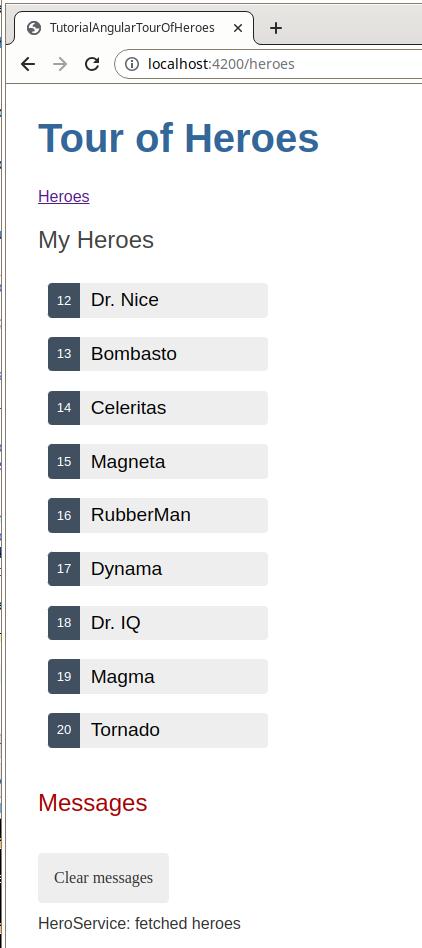 TutorialAngularTourOfHeroes
localhost:4200/heroes
Tour of Heroes
Heroes
My Heroes
12 Dr. Nice
13 Bombasto
14 Celeritas
15 Magneta
16 RubberMan
17 Dynama
18 Dr. IQ
19 Magma
20 Tornado
Messages
Clear messages
HeroService: fetched heroes